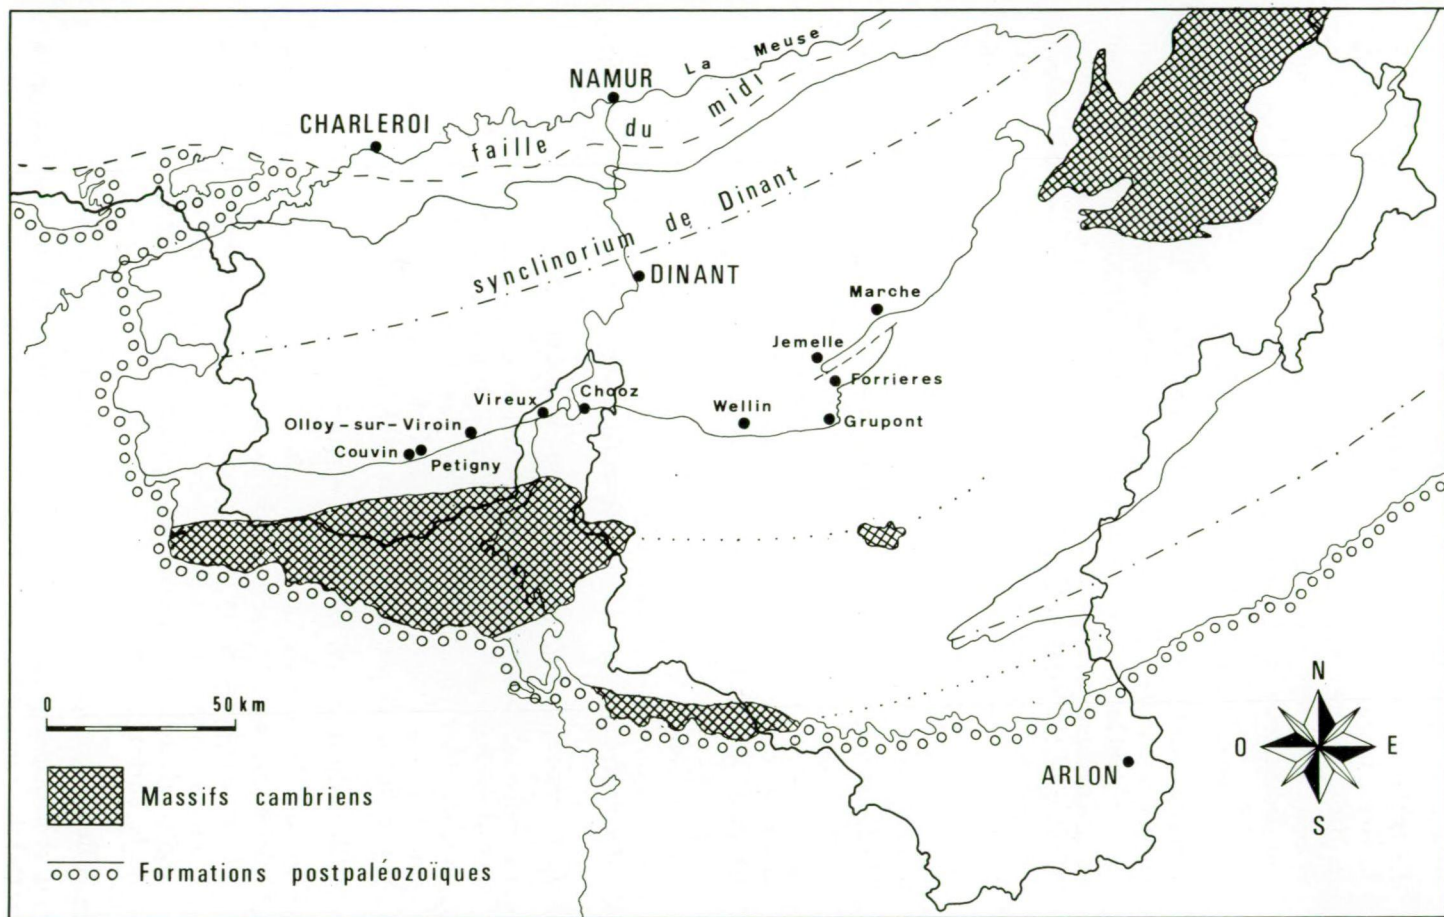 La Meuse
NAMUR
CHARLEROI
faille du midi
synclinorium de Dinant
DINANT
Marche
Jemelle
Forrieres
Vireux
Chooz
Wellin
Grupont
Olloy-sur-Viroin
Couvin
Petigny
N
O
E
S
0 50 km
ARLON
Massifs cambriens
Formations postpaléozoïques